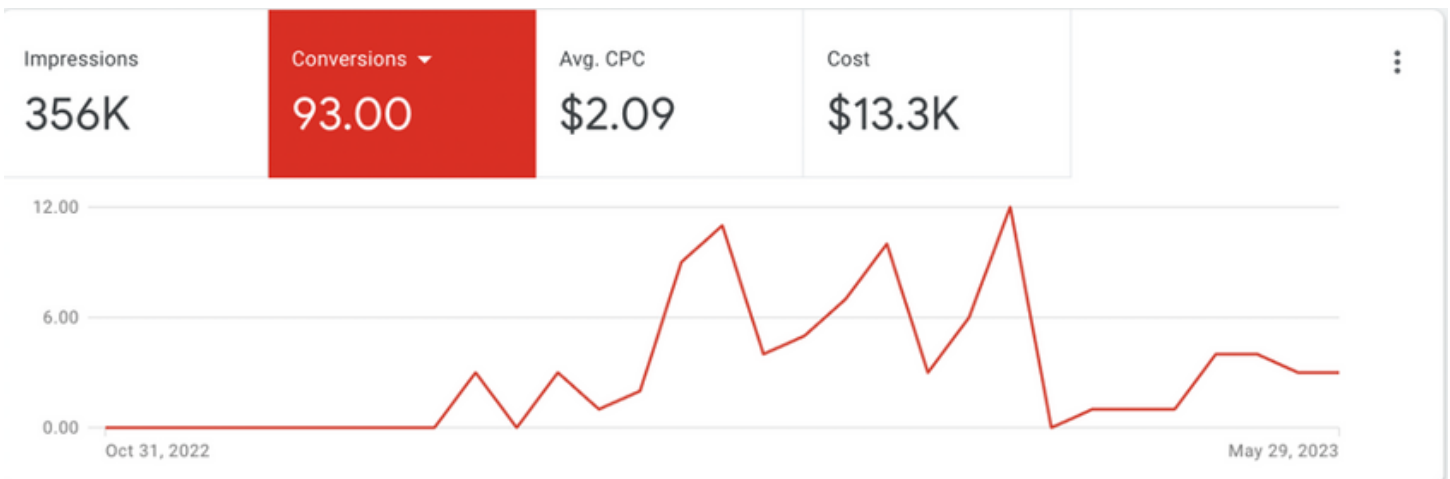 Impressions
Conversions
Avg. CPC
Cost
356K
93.00
$2.09
$13.3K
12.00
6.00
0.00
Oct 31, 2022
May 29, 2023